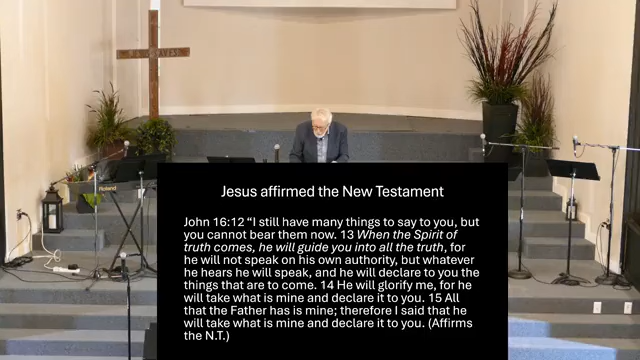 Jesus affirmed the New Testament
John 16:12 “I still have many things to say to you, but
you cannot bear them now. 13 When the Spirit of
truth comes, he will guide you into all the truth, for
he will not speak on his own authority, but whatever
he hears he will speak, and he will declare to you the
things that are to come. 14 He will glorify me, for he
will take what is mine and declare it to you. 15 All
that the Father has is mine; therefore I said that he
will take what is mine and declare it to you. (Affirms
the N.T.)
Roland